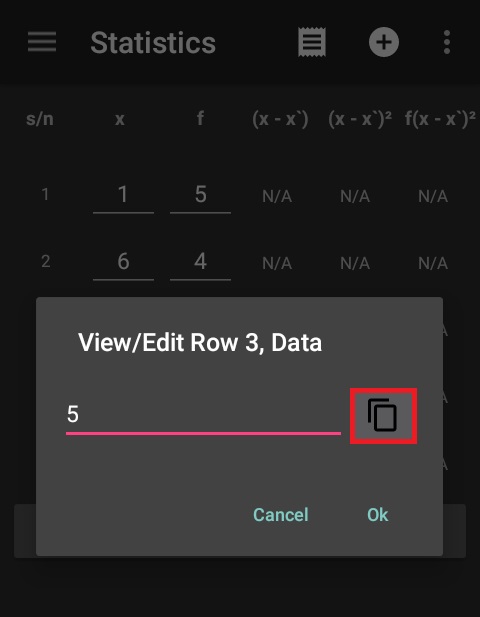 Statistics
s/n x f (x - x`) (x - x`)² f(x - x`)²
1 1 5 N/A N/A N/A
2 6 4 N/A N/A N/A
View/Edit Row 3, Data
5
Cancel Ok